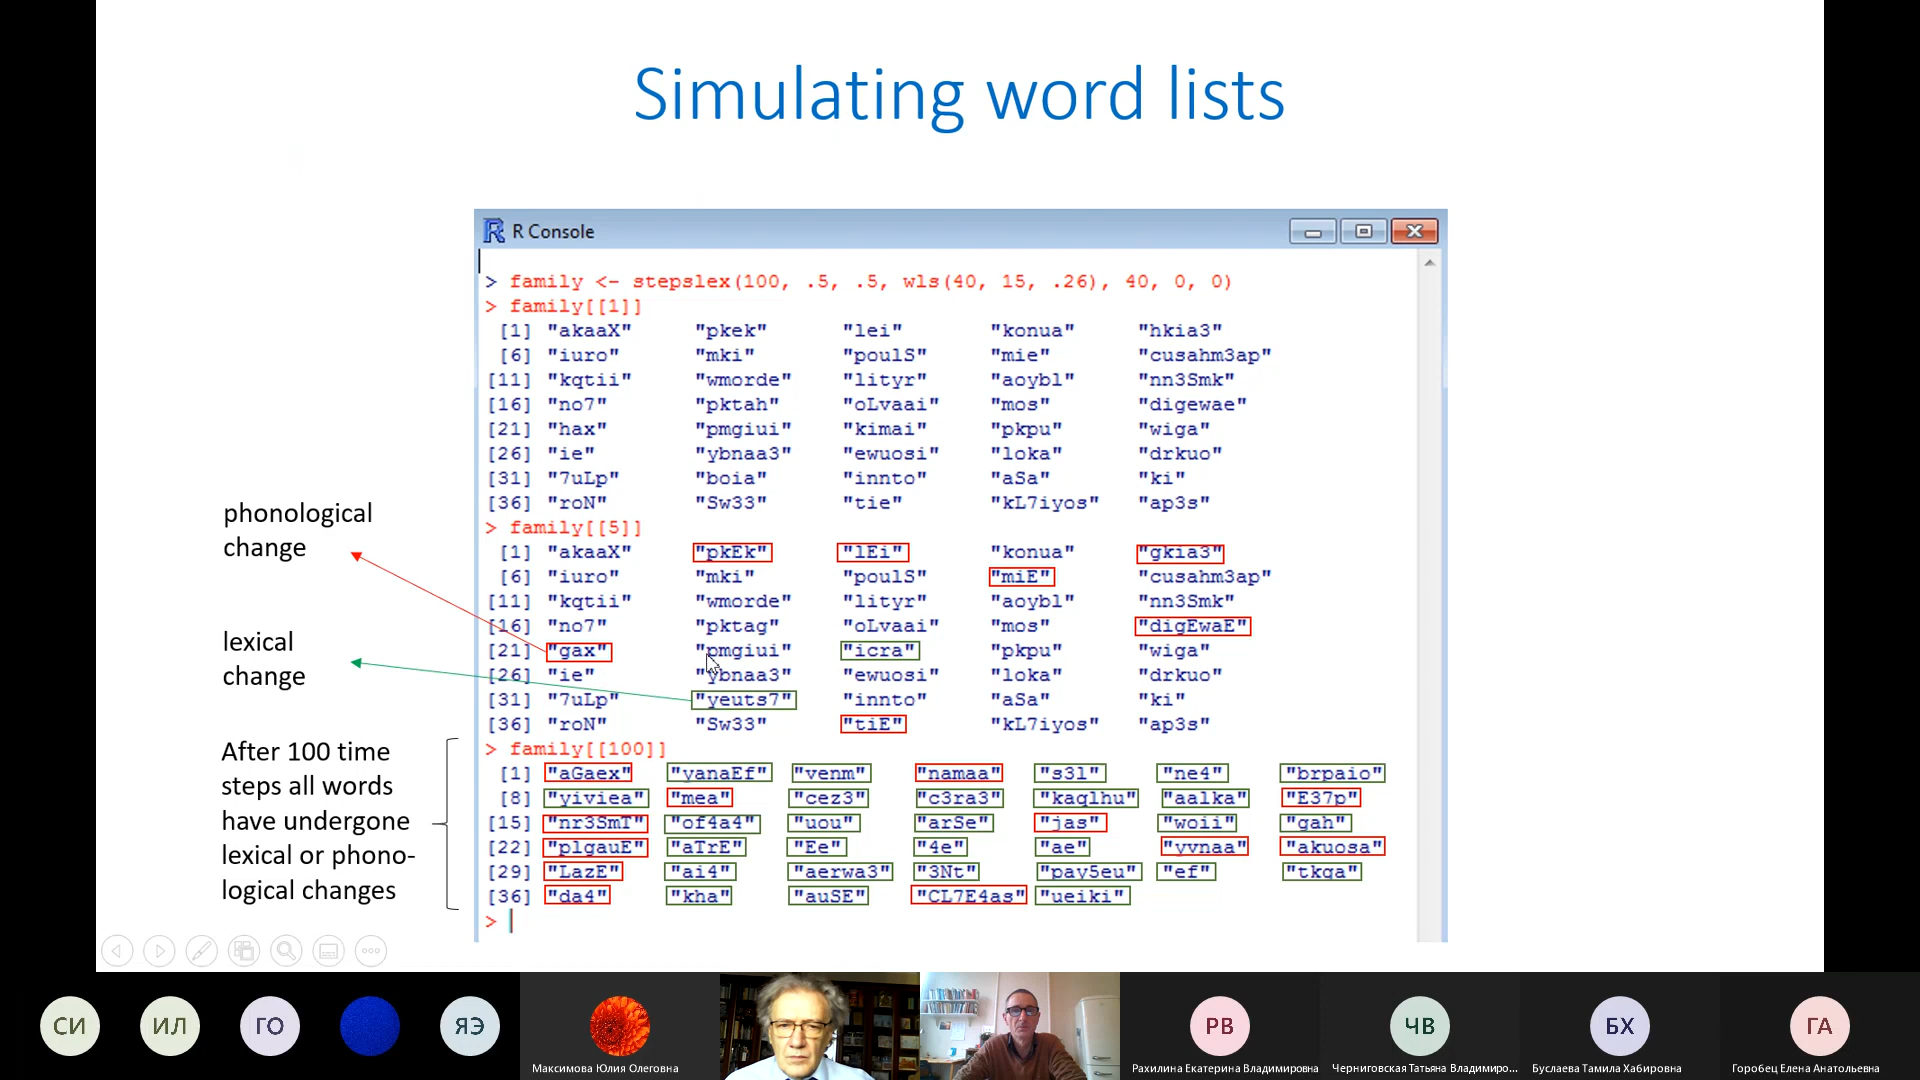 Simulating word lists
R Console
> family <- stepslex(100, .5, .5, wls(40, 15, .26), 40, 0, 0)
> family[[1]]
[1] "akaaX" "pkek" "lei" "konua" "hkia3"
[6] "iuro" "mki" "poulS" "mie" "cusahm3ap"
[11] "kqtii" "wmorde" "lityr" "aoybl" "nn3Smk"
[16] "no7" "pktah" "oLvaai" "mos" "digewae"
[21] "hax" "pmgiui" "kimai" "pkpu" "wiga"
[26] "ie" "ybnaa3" "ewuosi" "loka" "drkuo"
[31] "7uLp" "boia" "innto" "aSa" "ki"
[36] "roN" "Sw33" "tie" "kL7iyos" "ap3s"
> family[[5]]
[1] "akaaX" "pkEk" "lEi" "konua" "gkia3"
[6] "iuro" "mki" "poulS" "miE" "cusahm3ap"
[11] "kqtii" "wmorde" "lityr" "aoybl" "nn3Smk"
[16] "no7" "pktag" "oLvaai" "mos" "digEwaE"
[21] "gax" "pmgiui" "icra" "pkpu" "wiga"
[26] "ie" "ybnaa3" "ewuosi" "loka" "drkuo"
[31] "7uLp" "yeuts7" "innto" "aSa" "ki"
[36] "roN" "Sw33" "tiE" "kL7iyos" "ap3s"
> family[[100]]
[1] "aGaex" "yanaEf" "venm" "namaa" "s3l" "ne4" "brpaio"
[8] "yiviea" "mea" "cez3" "c3ra3" "kaqlhu" "aalka" "E37p"
[15] "nr3SmT" "of4a4" "uou" "arSe" "jas" "woii" "gah"
[22] "plgauE" "aTrE" "Ee" "4e" "ae" "yvnaa" "akuosa"
[29] "LazE" "ai4" "aerwa3" "3Nt" "pay5eu" "ef" "tkga"
[36] "da4" "kha" "auSE" "CL7E4as" "ueiki"
>
phonological
change
lexical
change
After 100 time
steps all words
have undergone
lexical or phono-
logical changes
СИ
ИЛ
ГО
ЯЭ
РВ
ЧВ
БХ
ГА
Максимова Юлия Олеговна
Рахилина Екатерина Владимировна
Черниговская Татьяна Владимиро...
Буслаева Тамила Хабировна
Горобец Елена Анатольевна